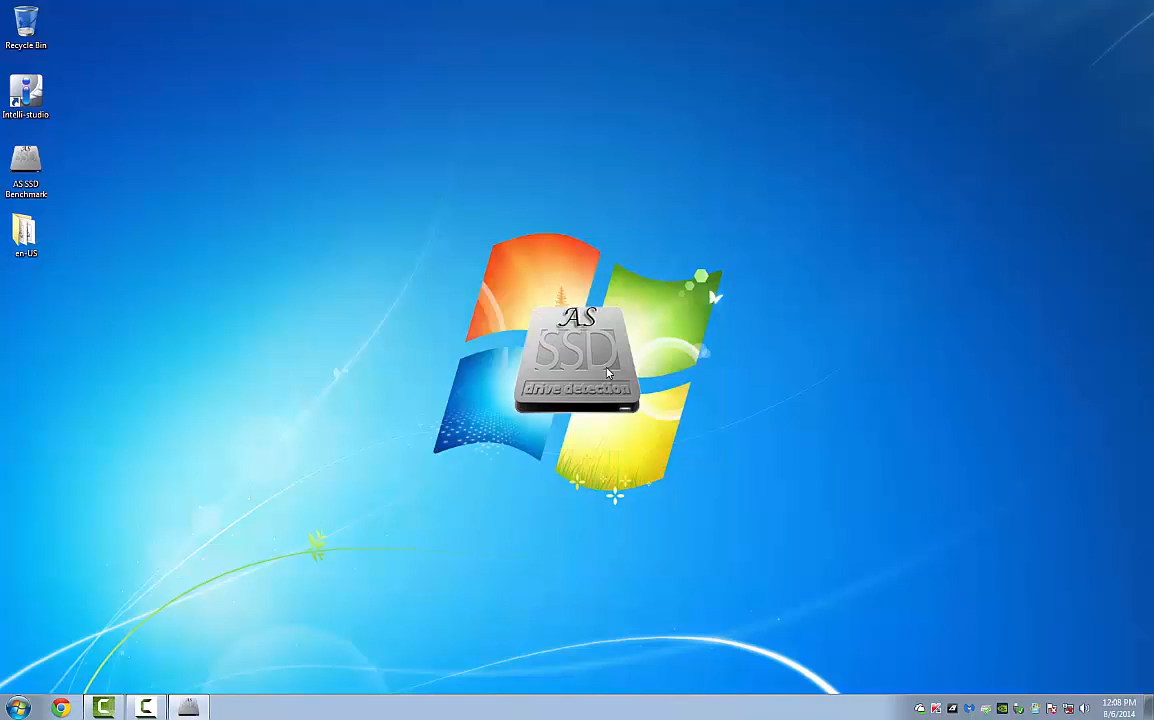 Recycle Bin
Intelli-studio
AS SSD
Benchmark
en-US
AS
SSD
drive detection
12:08 PM
8/6/2014